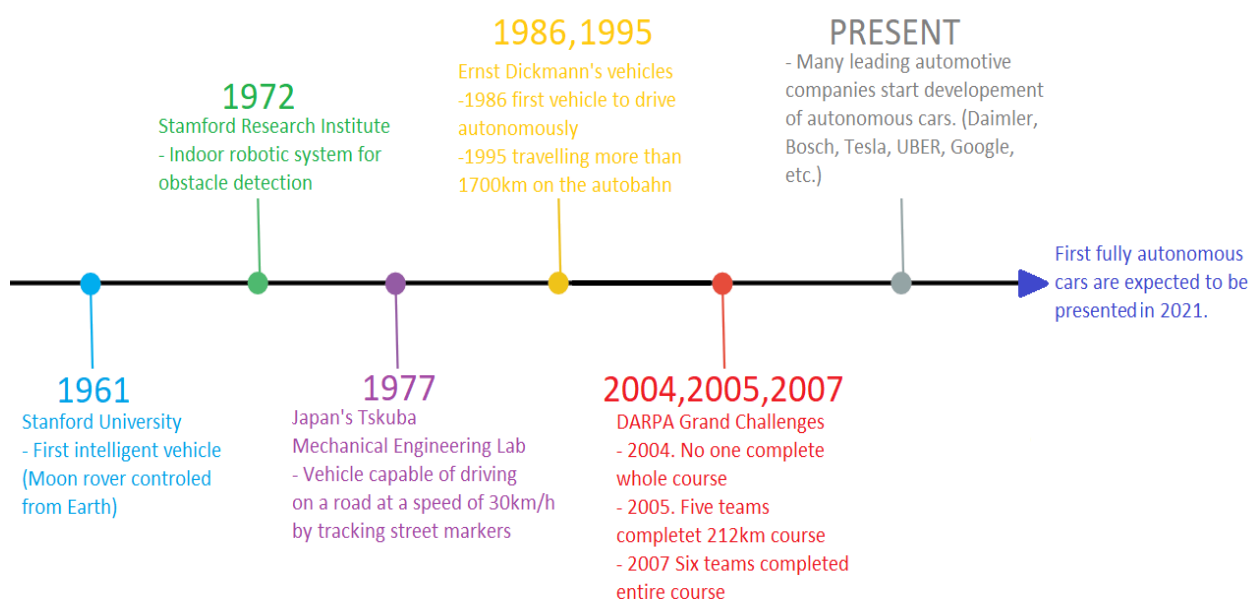 1961
Stanford University
- First intelligent vehicle
(Moon rover controled
from Earth)
1972
Stamford Research Institute
- Indoor robotic system for
obstacle detection
1977
Japan's Tskuba
Mechanical Engineering Lab
- Vehicle capable of driving
on a road at a speed of 30km/h
by tracking street markers
1986,1995
Ernst Dickmann's vehicles
-1986 first vehicle to drive
autonomously
-1995 travelling more than
1700km on the autobahn
2004,2005,2007
DARPA Grand Challenges
- 2004. No one complete
whole course
- 2005. Five teams
completet 212km course
- 2007 Six teams completed
entire course
PRESENT
- Many leading automotive
companies start developement
of autonomous cars. (Daimler,
Bosch, Tesla, UBER, Google,
etc.)
First fully autonomous
cars are expected to be
presented in 2021.